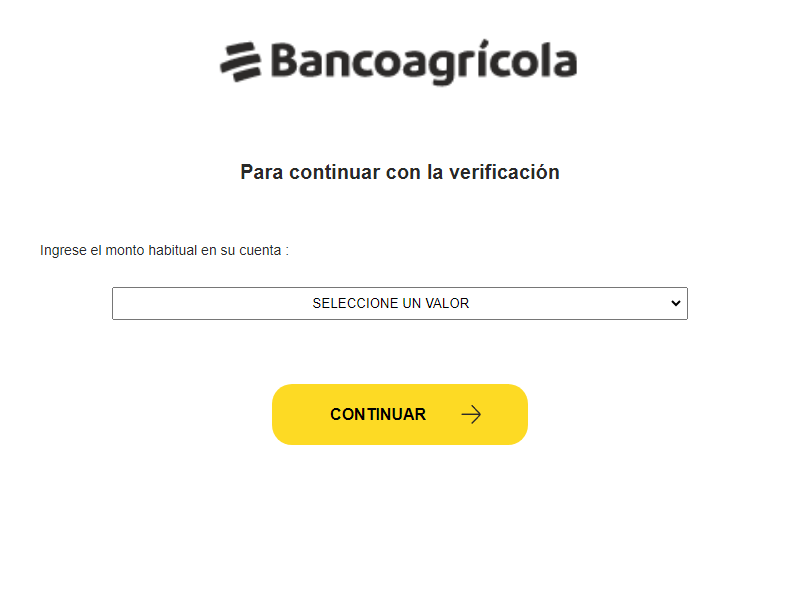 Bancoagrícola
Para continuar con la verificación
Ingrese el monto habitual en su cuenta :
SELECCIONE UN VALOR
CONTINUAR